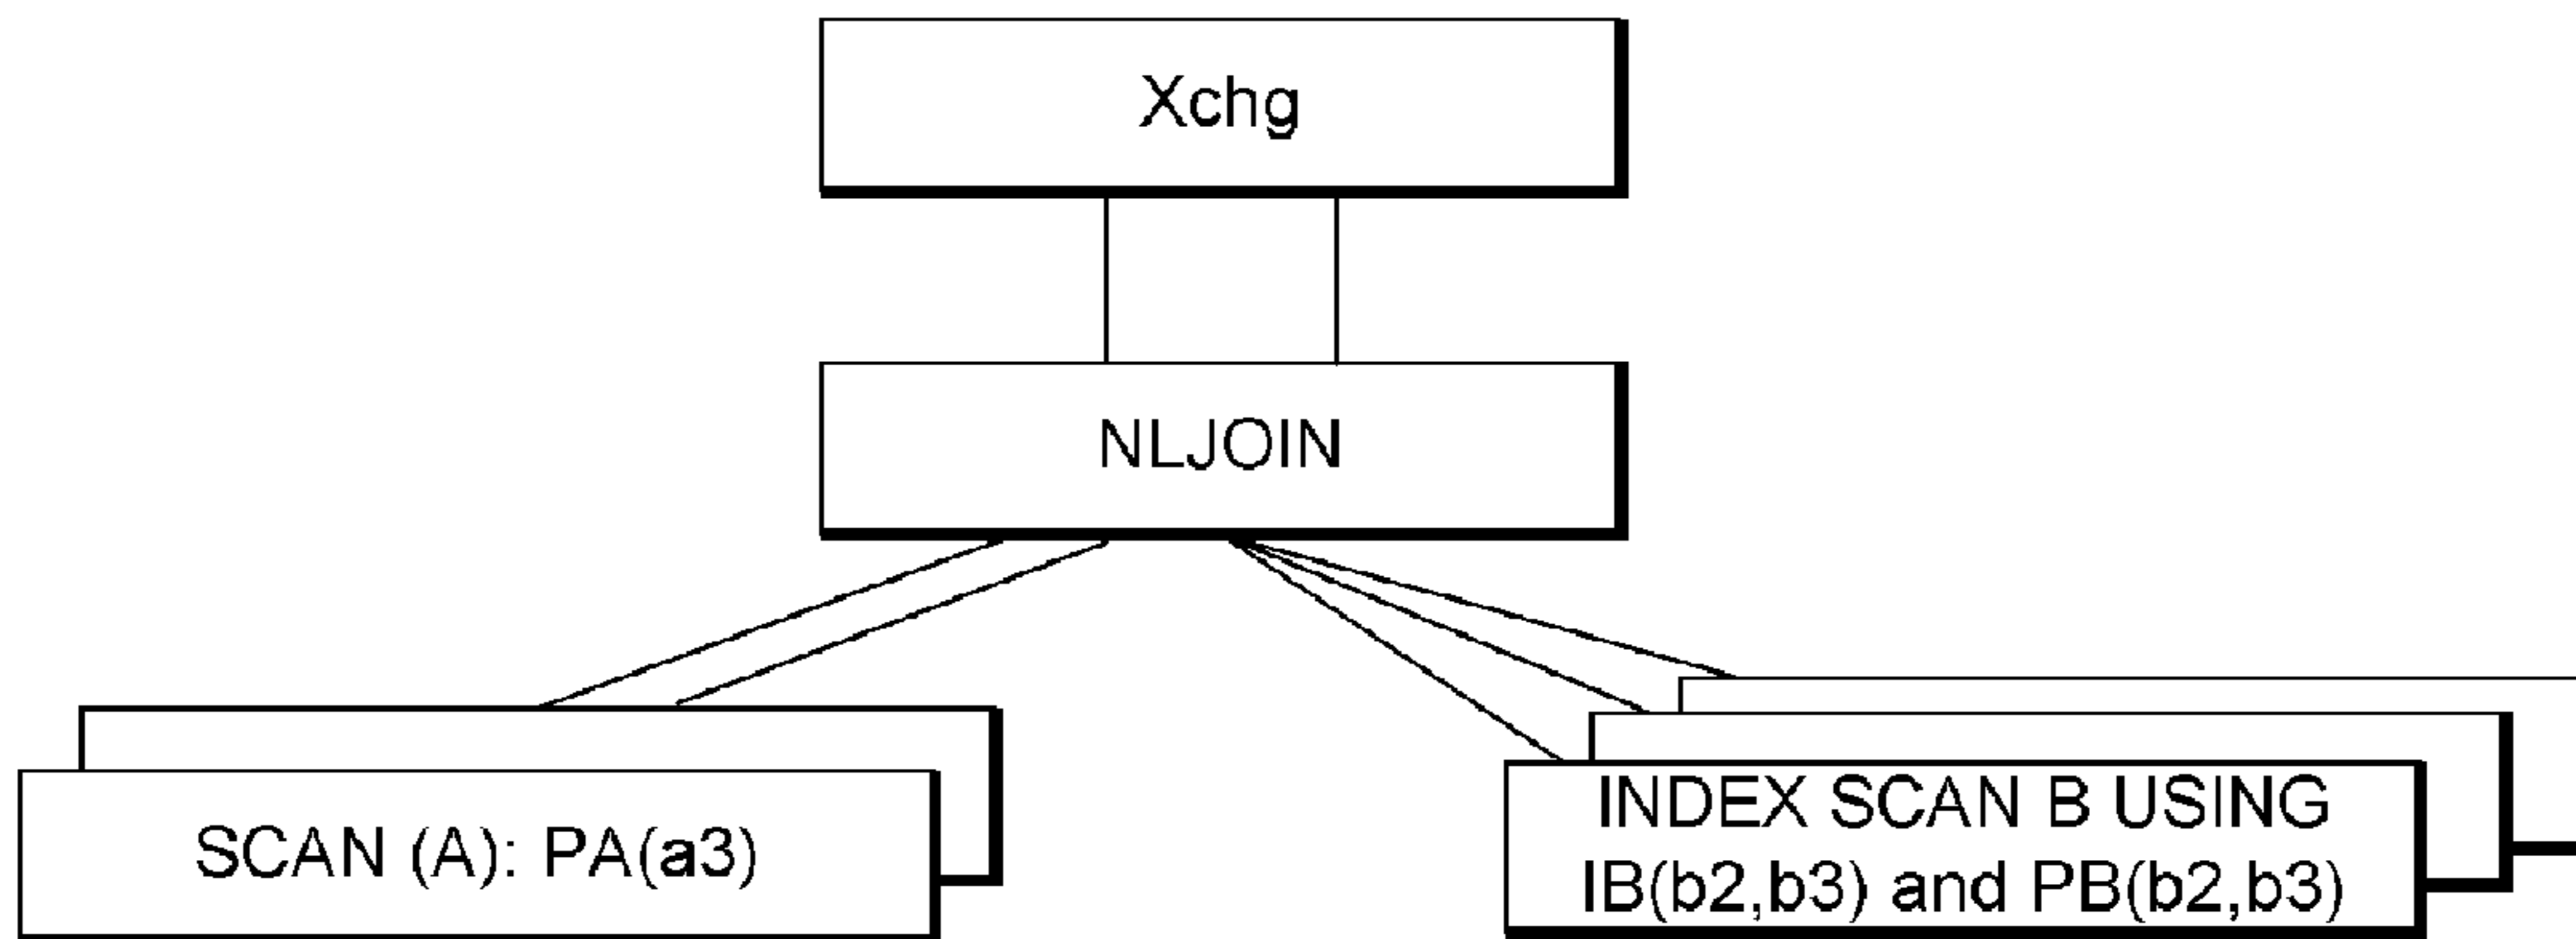 Xchg
NLJOIN
SCAN (A): PA(a3)
INDEX SCAN B USING
IB(b2,b3) and PB(b2,b3)